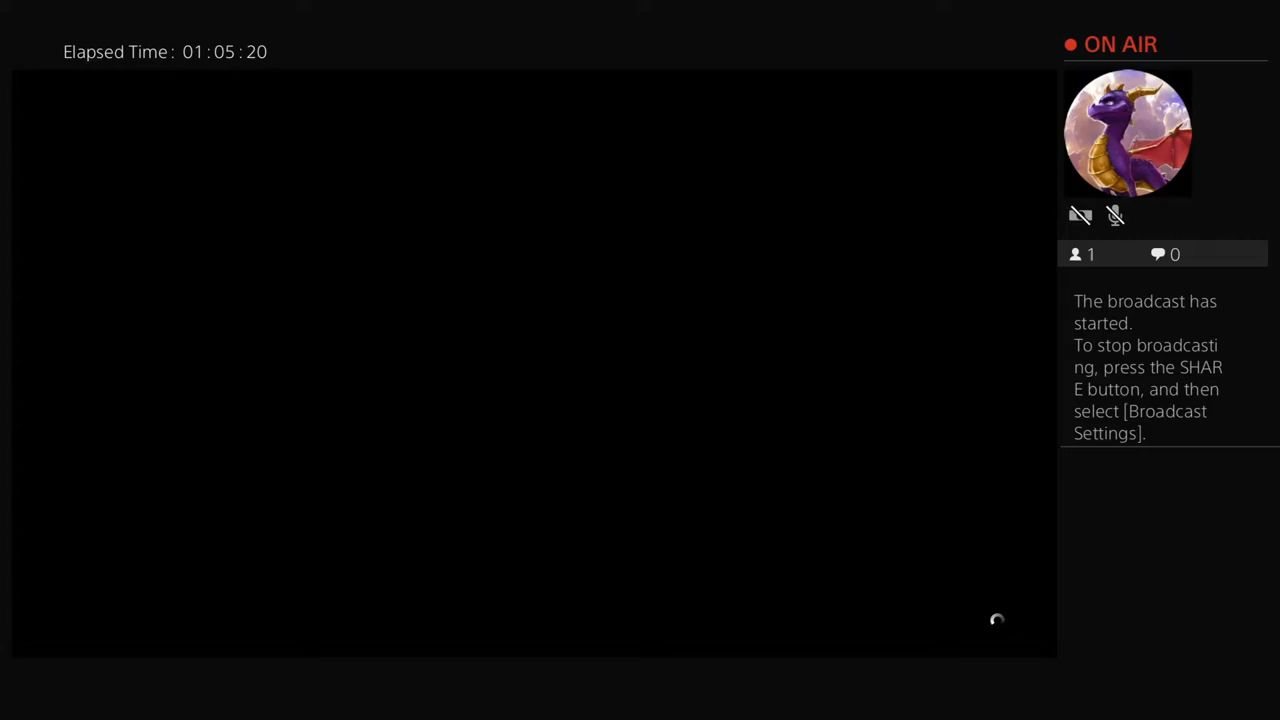 Elapsed Time: 01:05:20
ON AIR
1 0
The broadcast has
started.
To stop broadcasti
ng, press the SHAR
E button, and then
select [Broadcast
Settings].